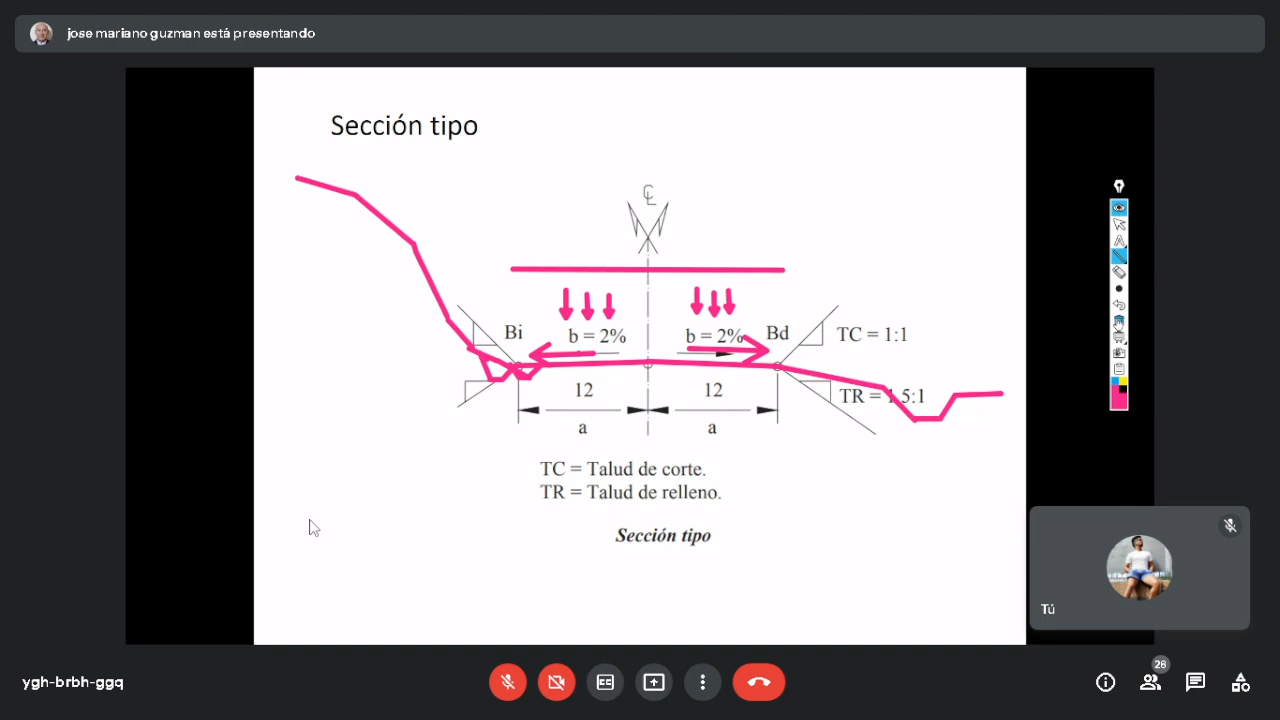 jose mariano guzman está presentando
Sección tipo
CL
Bi
b = 2%
b = 2%
Bd
TC = 1:1
12
12
TR = 1.5:1
a
a
TC = Talud de corte.
TR = Talud de relleno.
Sección tipo
Tú
ygh-brbh-ggq
26